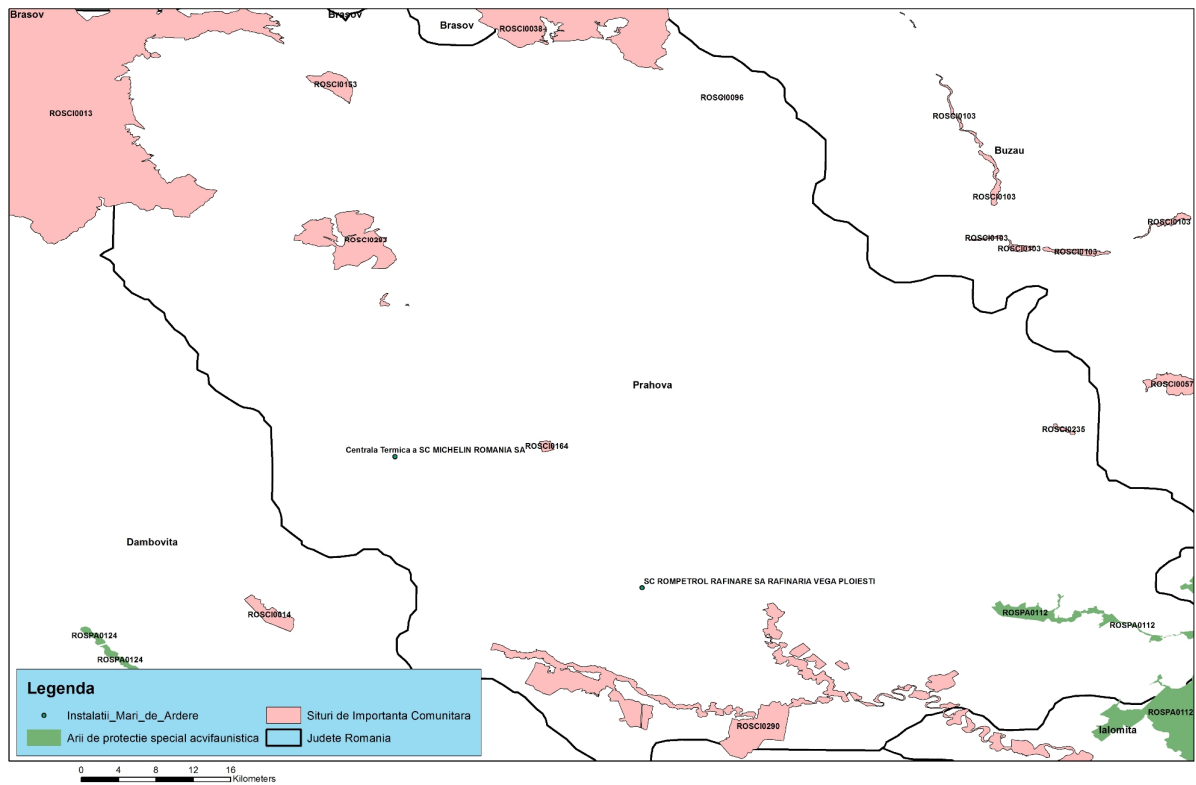 Brasov
Brasov
Brasov
ROSCI0038
ROSCI0153
ROSCI0013
ROSCI0096
ROSCI0103
Buzau
ROSCI0103
ROSCI0103
ROSCI0103
ROSCI0103
ROSCI0103
ROSCI0283
Prahova
ROSCI0057
ROSCI0235
Centrala Termica a SC MICHELIN ROMANIA SA
ROSCI0164
Dambovita
SC ROMPETROL RAFINARE SA RAFINARIA VEGA PLOIESTI
ROSCI0014
ROSPA0112
ROSPA0112
ROSPA0124
ROSPA0124
ROSPA0112
ROSCI0290
Ialomita
Legenda
Instalatii_Mari_de_Ardere
Situri de Importanta Comunitara
Arii de protectie special acvifaunistica
Judete Romania
0 4 8 12 16
Kilometers